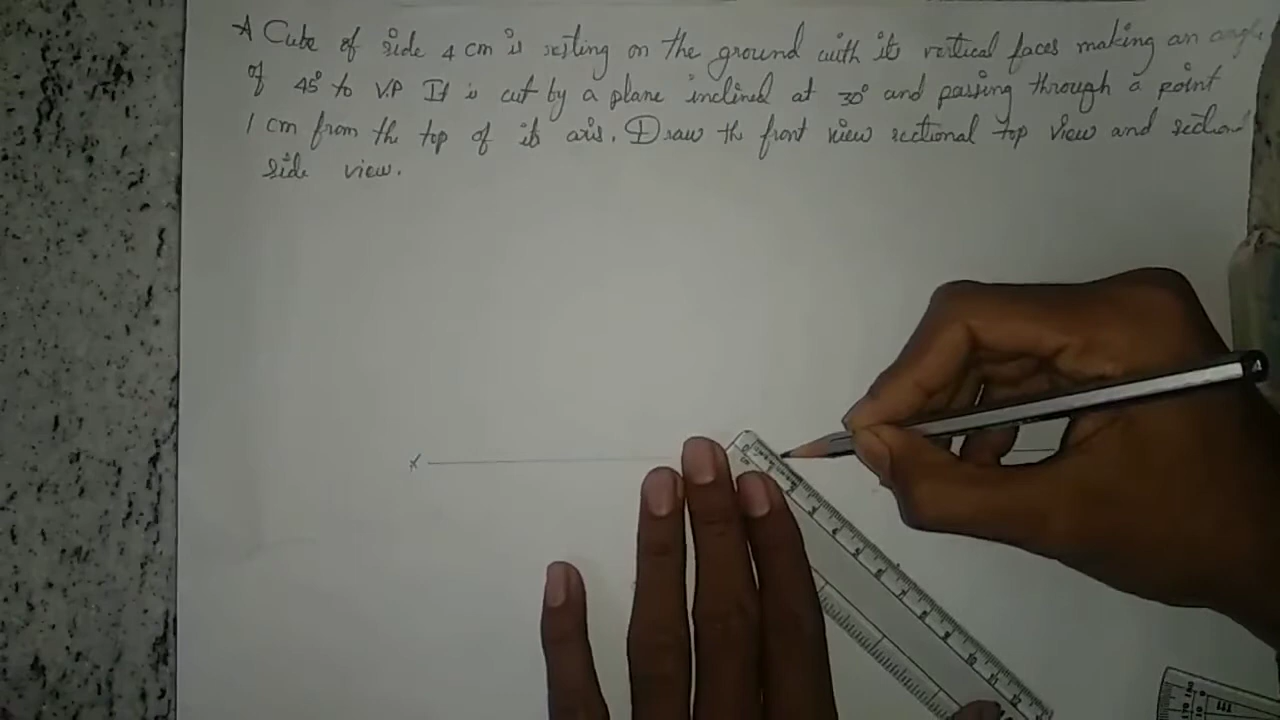 A Cube of side 4 cm is resting on the ground with its vertical faces making an angle
of 45° to V.P It is cut by a plane inclined at 30° and passing through a point
1 cm from the top of its axis. Draw the front view sectional top view and section
side view.
X